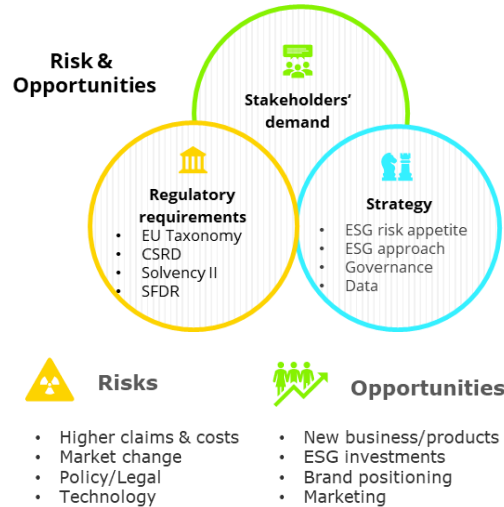 Risk &
Opportunities
Stakeholders'
demand
Regulatory
requirements
• EU Taxonomy
• CSRD
• Solvency II
• SFDR
Strategy
• ESG risk appetite
• ESG approach
• Governance
• Data
Risks
• Higher claims & costs
• Market change
• Policy/Legal
• Technology
Opportunities
• New business/products
• ESG investments
• Brand positioning
• Marketing